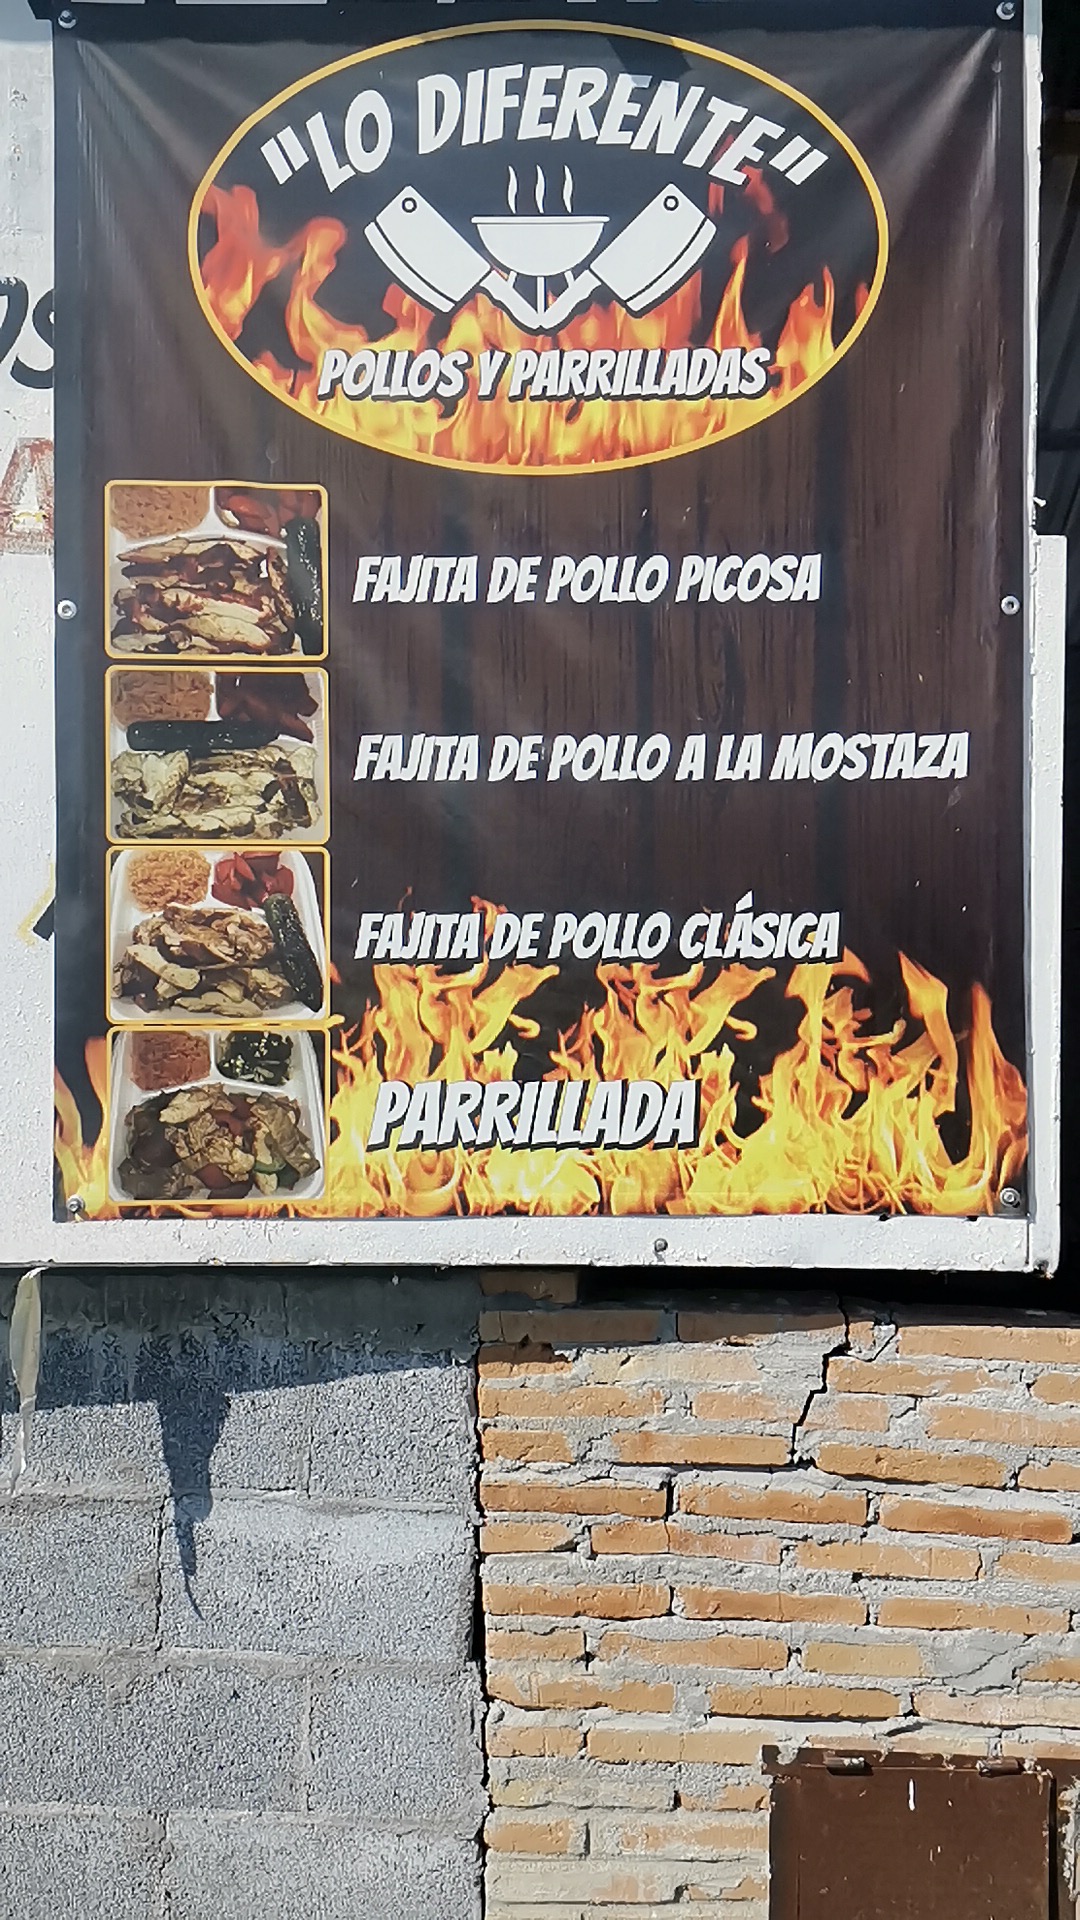 "LO DIFERENTE"
POLLOS Y PARRILLADAS
FAJITA DE POLLO PICOSA
FAJITA DE POLLO A LA MOSTAZA
FAJITA DE POLLO CLÁSICA
PARRILLADA